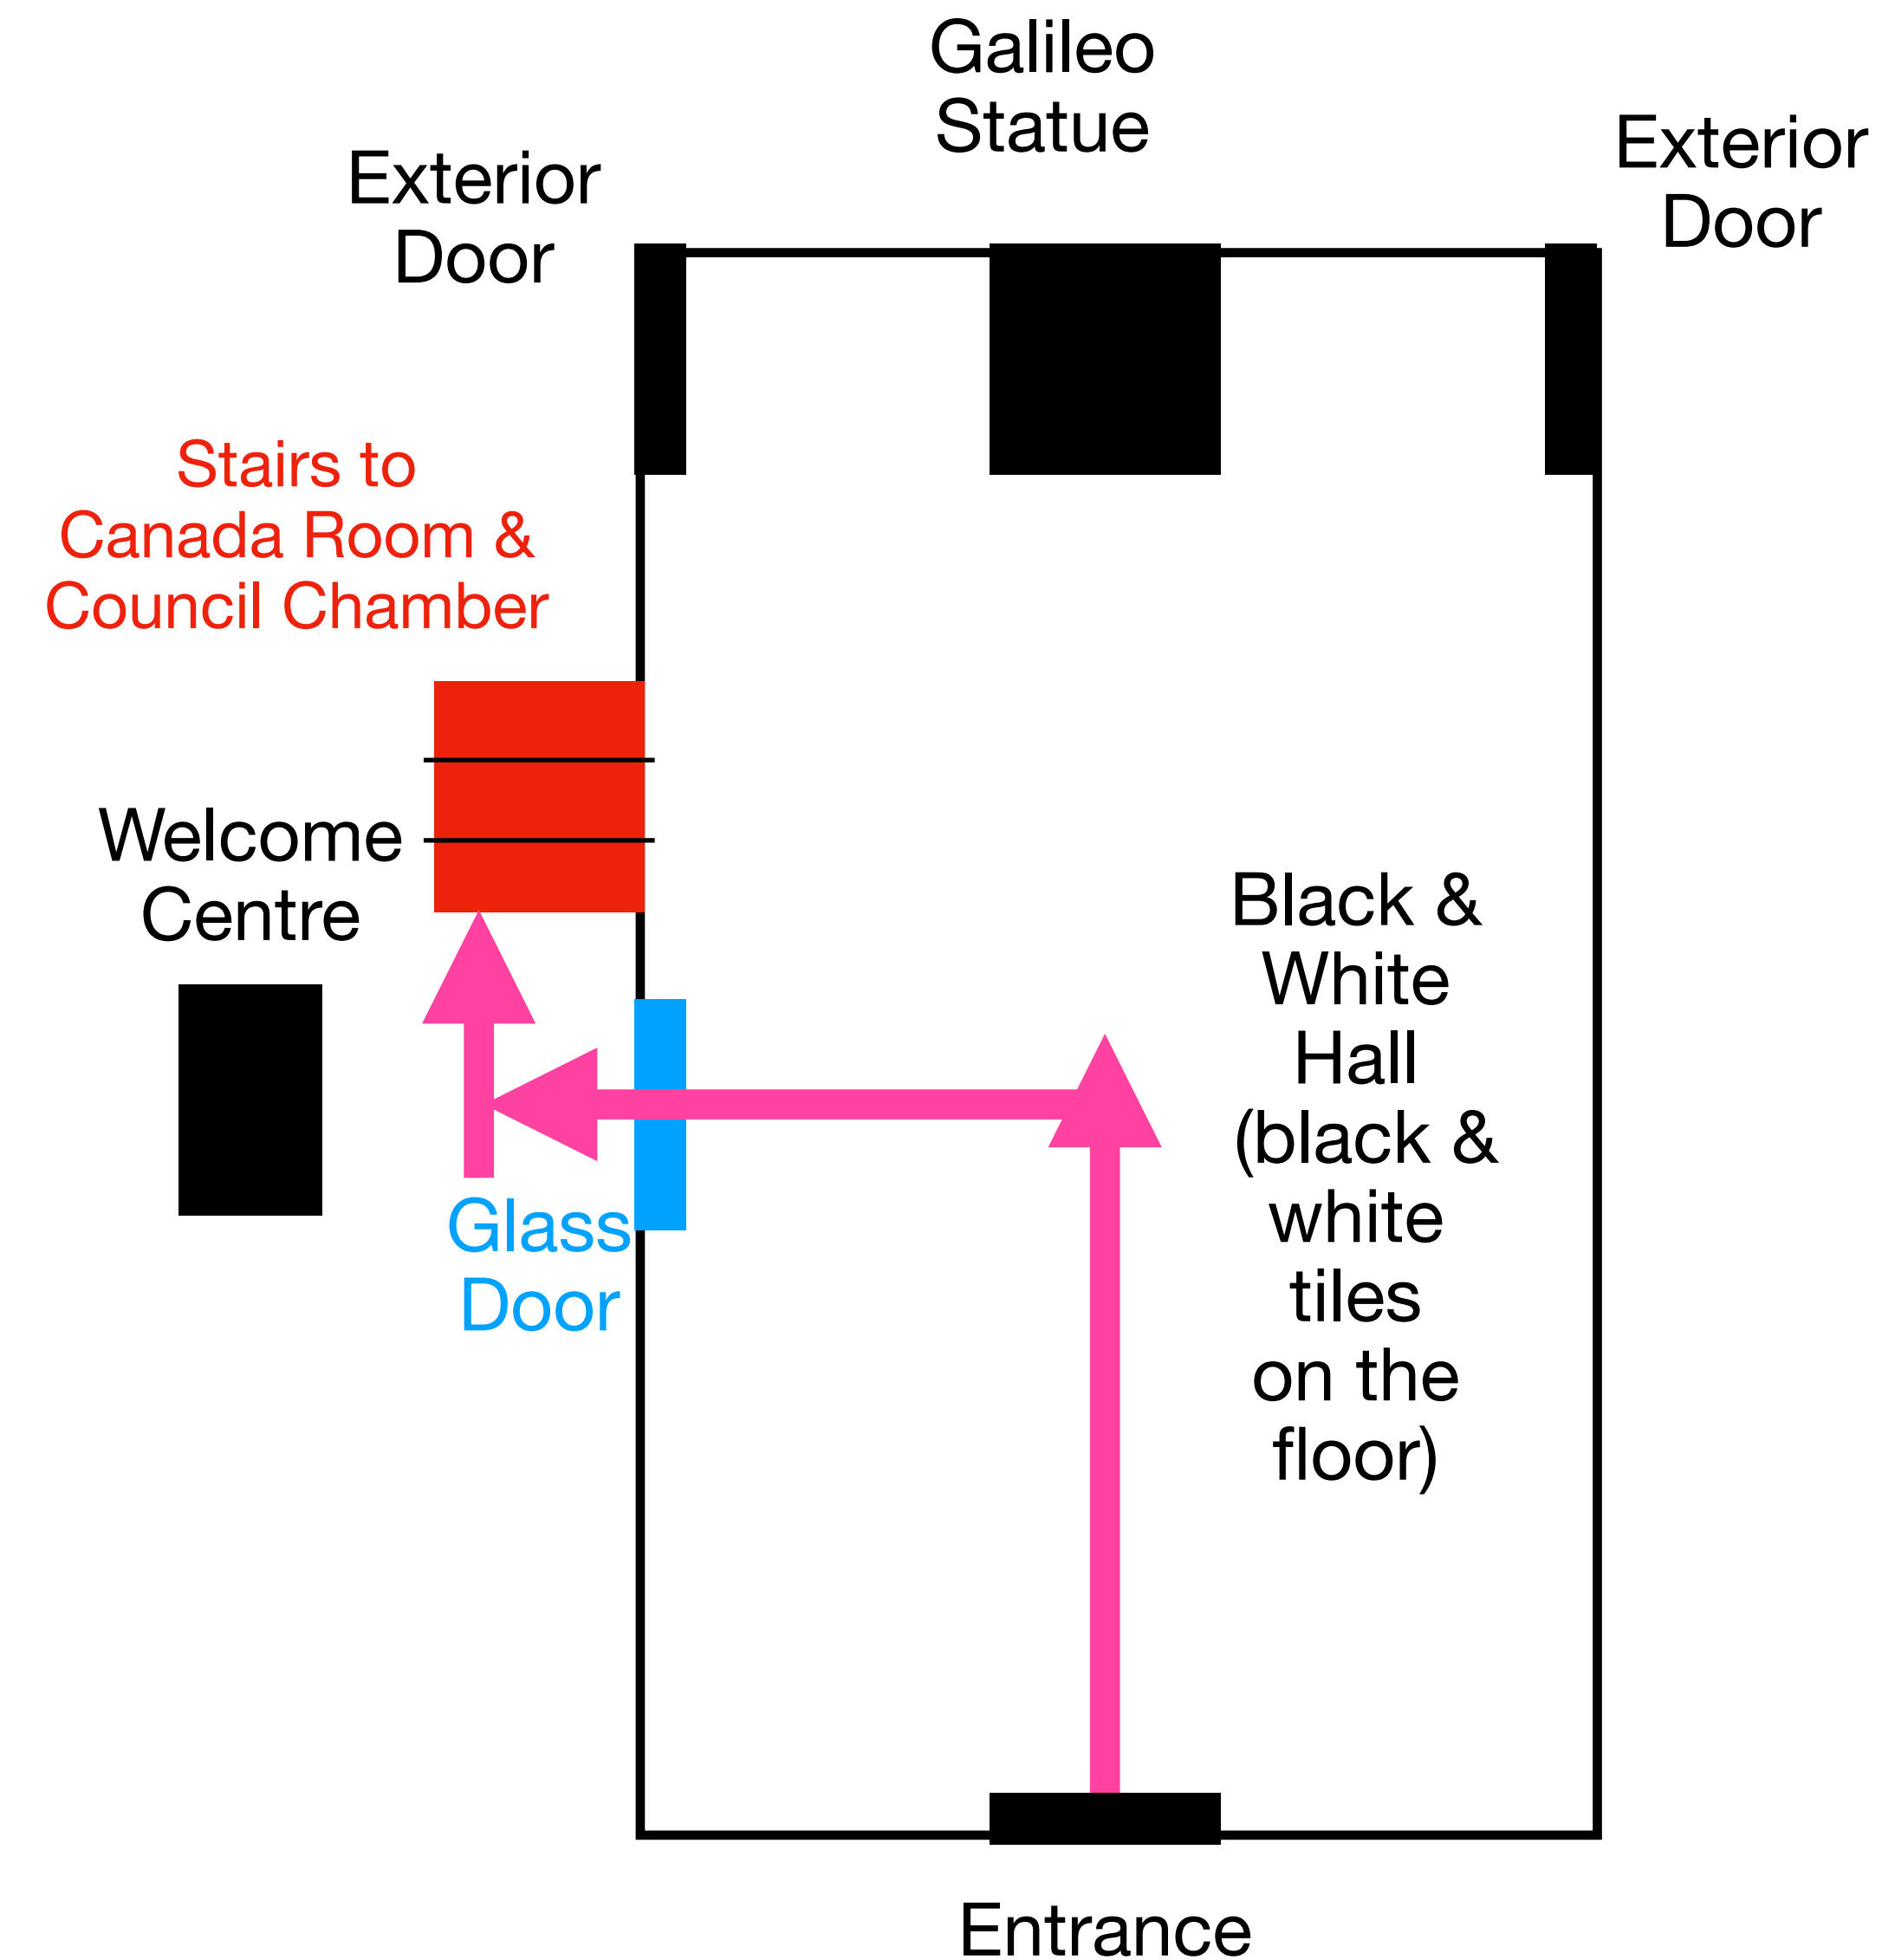 Galileo
Statue
Exterior
Door
Exterior
Door
Stairs to
Canada Room &
Council Chamber
Welcome
Centre
Black &
White
Hall
(black &
white
tiles
on the
floor)
Glass
Door
Entrance